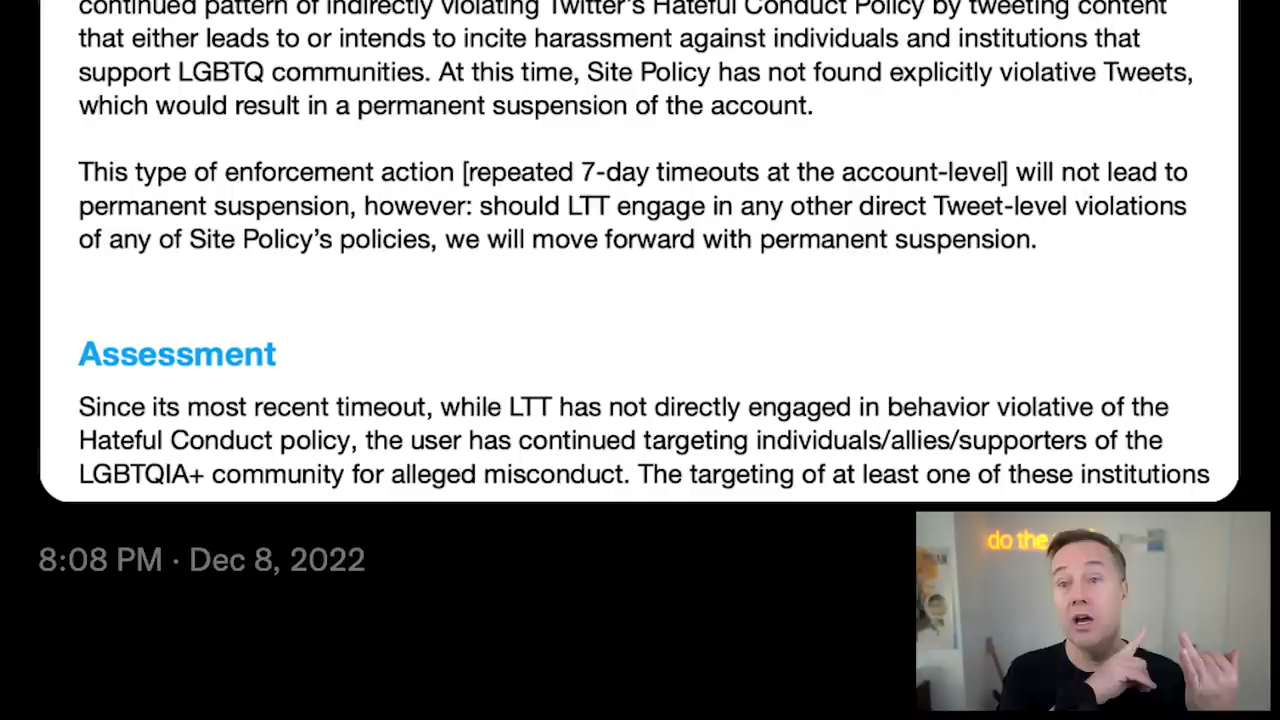 continued pattern of indirectly violating Twitter's Hateful Conduct Policy by tweeting content
that either leads to or intends to incite harassment against individuals and institutions that
support LGBTQ communities. At this time, Site Policy has not found explicitly violative Tweets,
which would result in a permanent suspension of the account.
This type of enforcement action [repeated 7-day timeouts at the account-level] will not lead to
permanent suspension, however: should LTT engage in any other direct Tweet-level violations
of any of Site Policy's policies, we will move forward with permanent suspension.
Assessment
Since its most recent timeout, while LTT has not directly engaged in behavior violative of the
Hateful Conduct policy, the user has continued targeting individuals/allies/supporters of the
LGBTQIA+ community for alleged misconduct. The targeting of at least one of these institutions
8:08 PM · Dec 8, 2022
do the